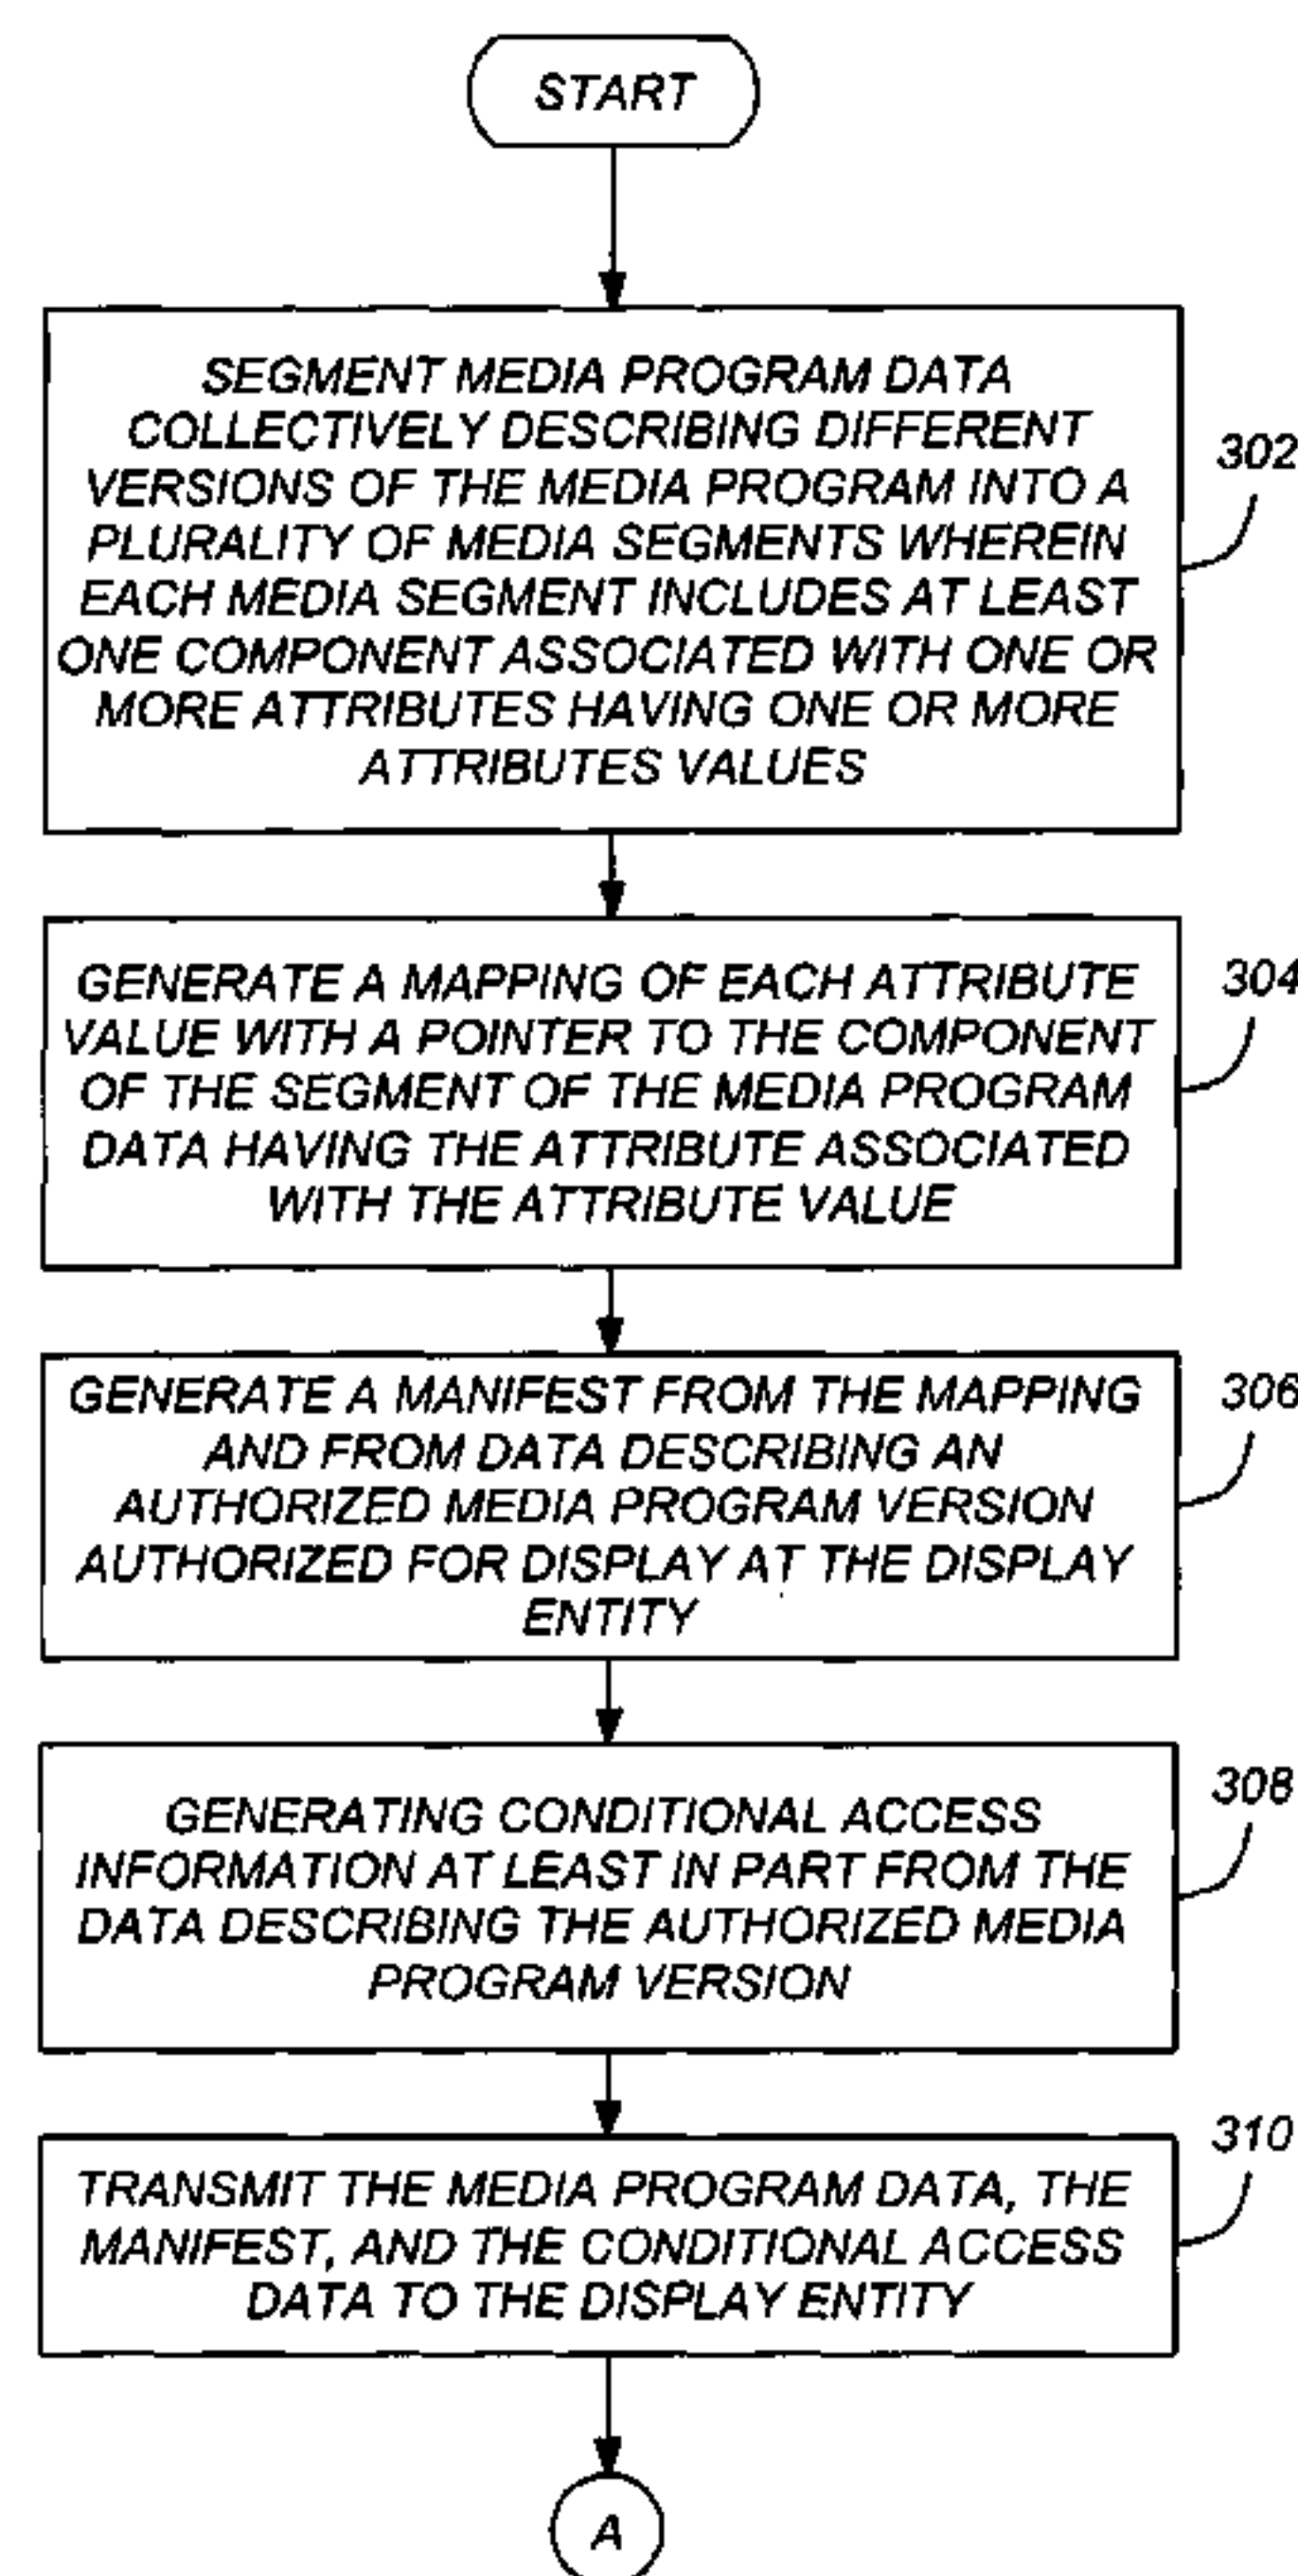 START
SEGMENT MEDIA PROGRAM DATA
COLLECTIVELY DESCRIBING DIFFERENT
VERSIONS OF THE MEDIA PROGRAM INTO A
PLURALITY OF MEDIA SEGMENTS WHEREIN
EACH MEDIA SEGMENT INCLUDES AT LEAST
ONE COMPONENT ASSOCIATED WITH ONE OR
MORE ATTRIBUTES HAVING ONE OR MORE
ATTRIBUTES VALUES
302
GENERATE A MAPPING OF EACH ATTRIBUTE
VALUE WITH A POINTER TO THE COMPONENT
OF THE SEGMENT OF THE MEDIA PROGRAM
DATA HAVING THE ATTRIBUTE ASSOCIATED
WITH THE ATTRIBUTE VALUE
304
GENERATE A MANIFEST FROM THE MAPPING
AND FROM DATA DESCRIBING AN
AUTHORIZED MEDIA PROGRAM VERSION
AUTHORIZED FOR DISPLAY AT THE DISPLAY
ENTITY
306
GENERATING CONDITIONAL ACCESS
INFORMATION AT LEAST IN PART FROM THE
DATA DESCRIBING THE AUTHORIZED MEDIA
PROGRAM VERSION
308
TRANSMIT THE MEDIA PROGRAM DATA, THE
MANIFEST, AND THE CONDITIONAL ACCESS
DATA TO THE DISPLAY ENTITY
310
A